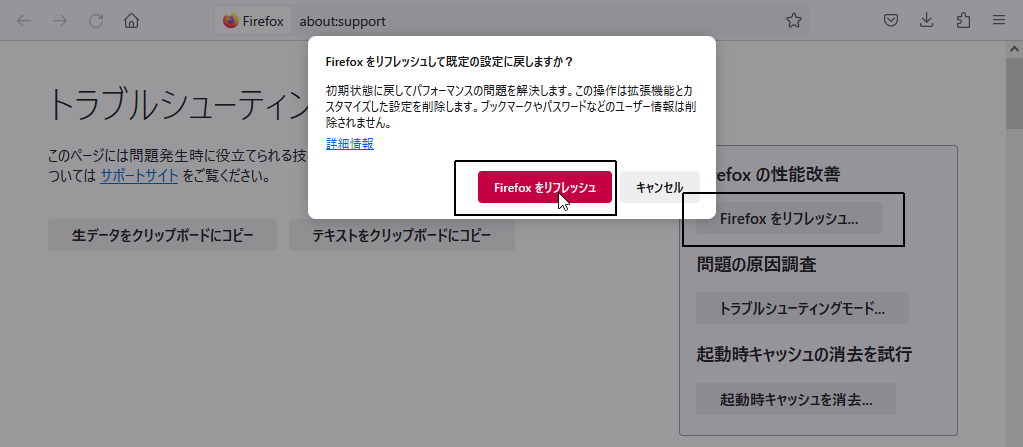 Firefox
about:support
Firefox をリフレッシュして既定の設定に戻しますか？
初期状態に戻してパフォーマンスの問題を解決します。この操作は拡張機能とカ
スタマイズした設定を削除します。ブックマークやパスワードなどのユーザー情報は削
除されません。
詳細情報
Firefox をリフレッシュ
キャンセル
トラブルシューティン
このページには問題発生時に役立てられる技
ついては サポートサイト をご覧ください。
生データをクリップボードにコピー
テキストをクリップボードにコピー
refox の性能改善
Firefox をリフレッシュ...
問題の原因調査
トラブルシューティングモード...
起動時キャッシュの消去を試行
起動時キャッシュを消去...